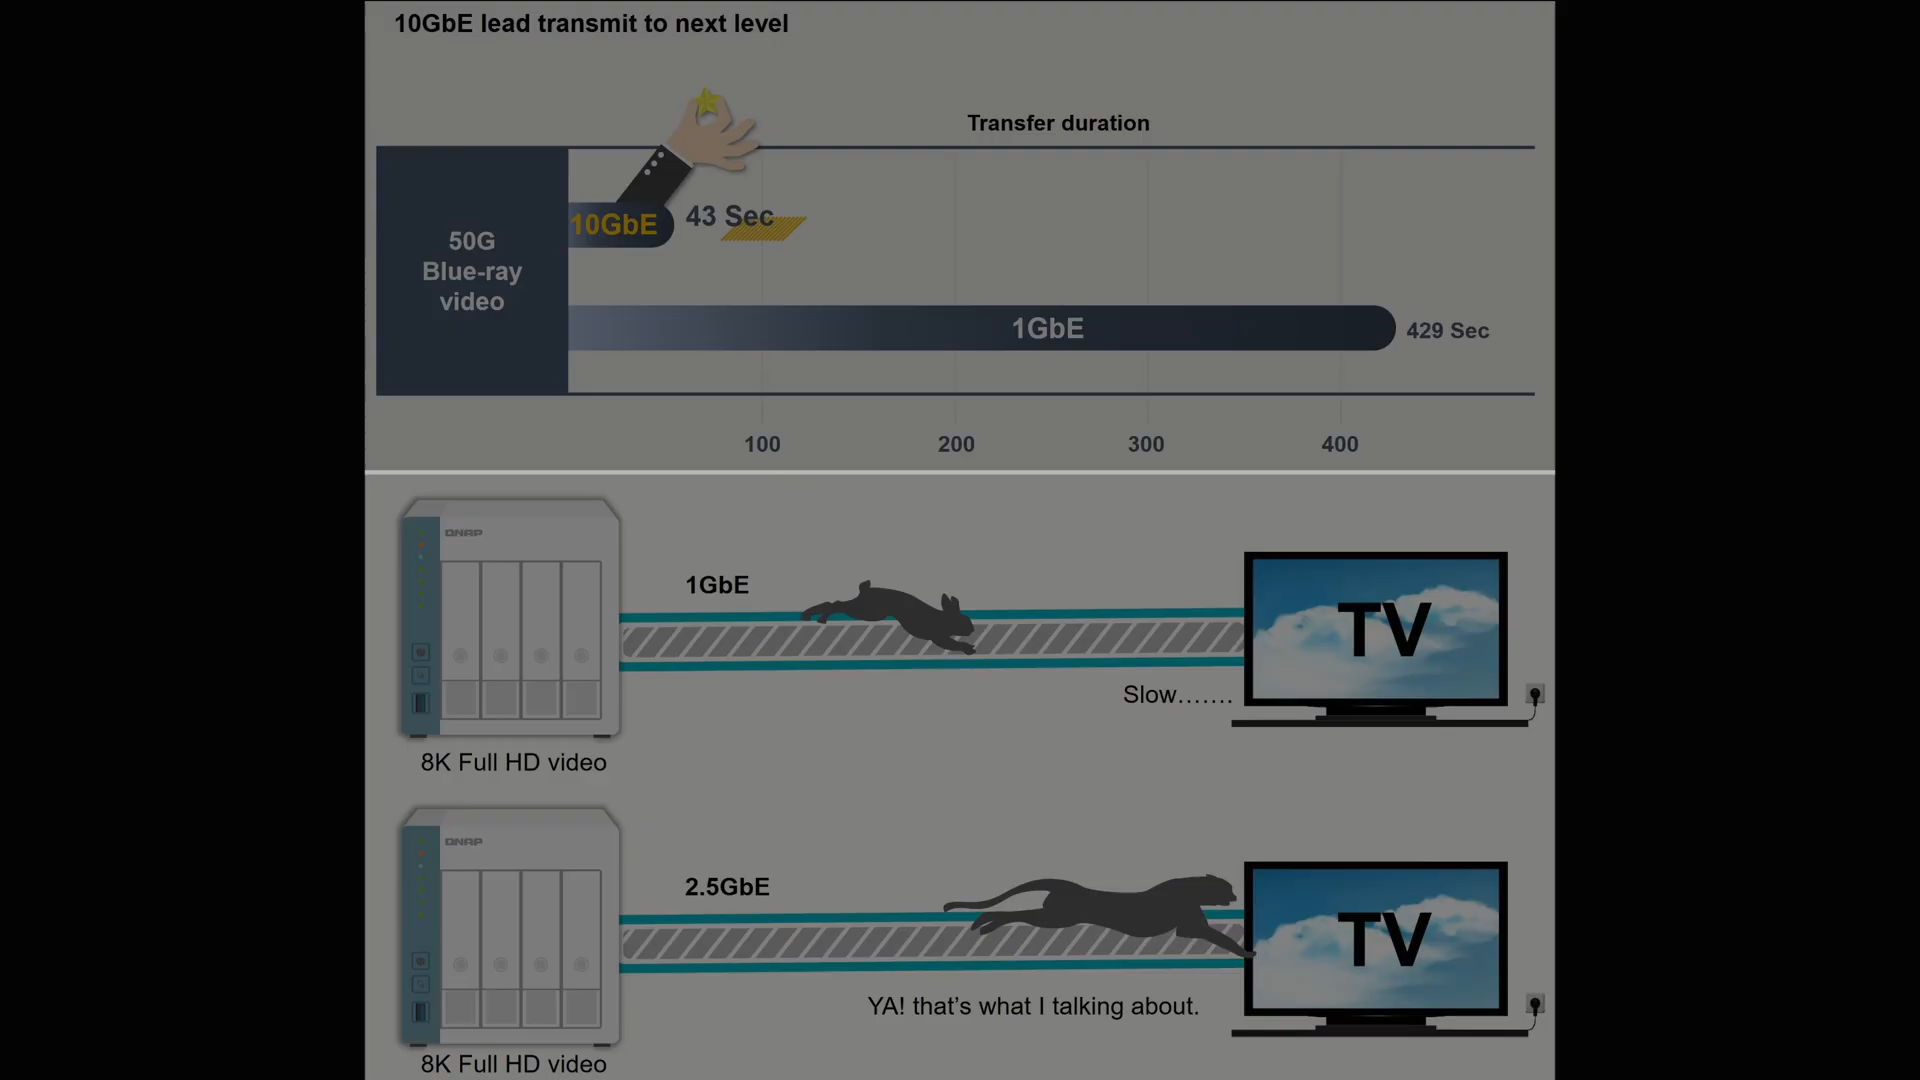 10GbE lead transmit to next level
Transfer duration
50G
Blue-ray
video
10GbE
43 Sec
1GbE
429 Sec
100
200
300
400
QNAP
1GbE
TV
Slow.......
8K Full HD video
QNAP
2.5GbE
TV
YA! that’s what I talking about.
8K Full HD video